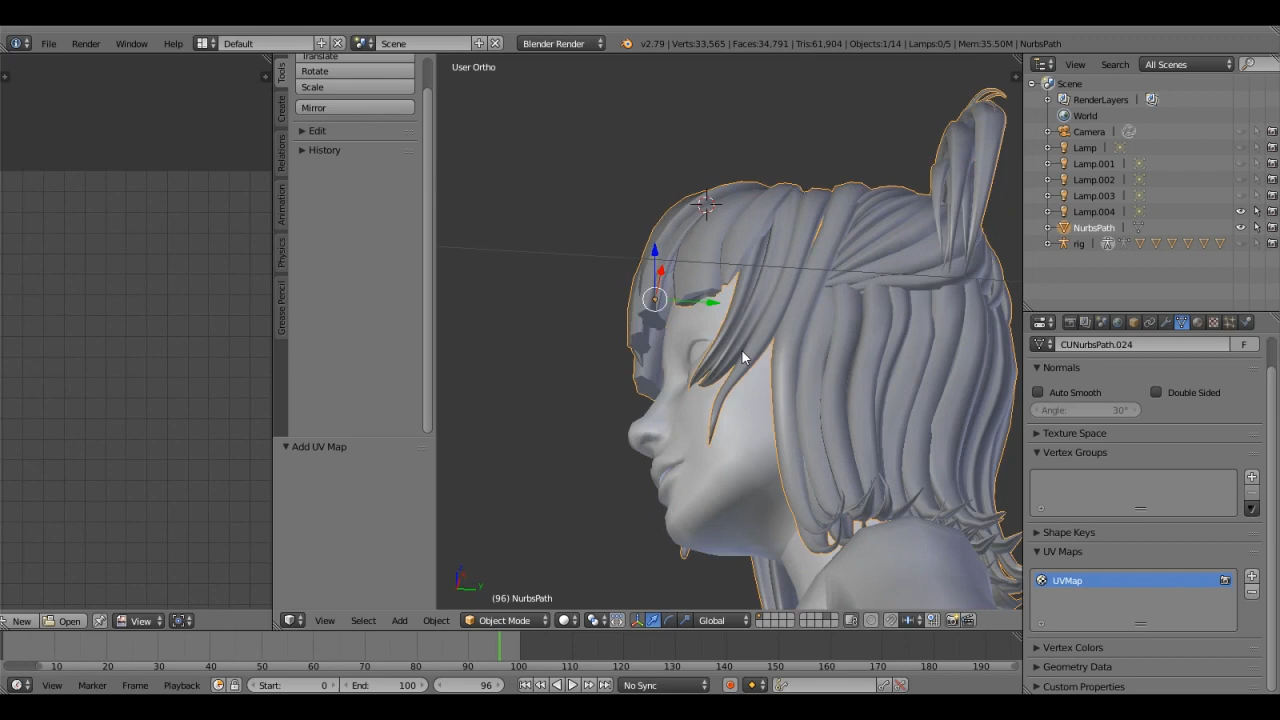 File Render Window Help Default Scene Blender Render v2.79 | Verts:33,565 | Faces:34,791 | Tris:61,904 | Objects:1/14 | Lamps:0/5 | Mem:35.50M | NurbsPath
Translate
Rotate
Scale
Mirror
Edit
History
Tools
Create
Relations
Animation
Physics
Grease Pencil
Add UV Map
User Ortho
(96) NurbsPath
View Search All Scenes
Scene
RenderLayers
World
Camera
Lamp
Lamp.001
Lamp.002
Lamp.003
Lamp.004
NurbsPath
rig
CUNurbsPath.024 F
Normals
Auto Smooth Double Sided
Angle: 30°
Texture Space
Vertex Groups
Shape Keys
UV Maps
UVMap
Vertex Colors
Geometry Data
Custom Properties
New Open View
View Select Add Object Object Mode Global
10 20 30 40 50 60 70 80 90 100 110 120 130 140 150 160 170 180 190
View Marker Frame Playback Start: 0 End: 100 96 No Sync